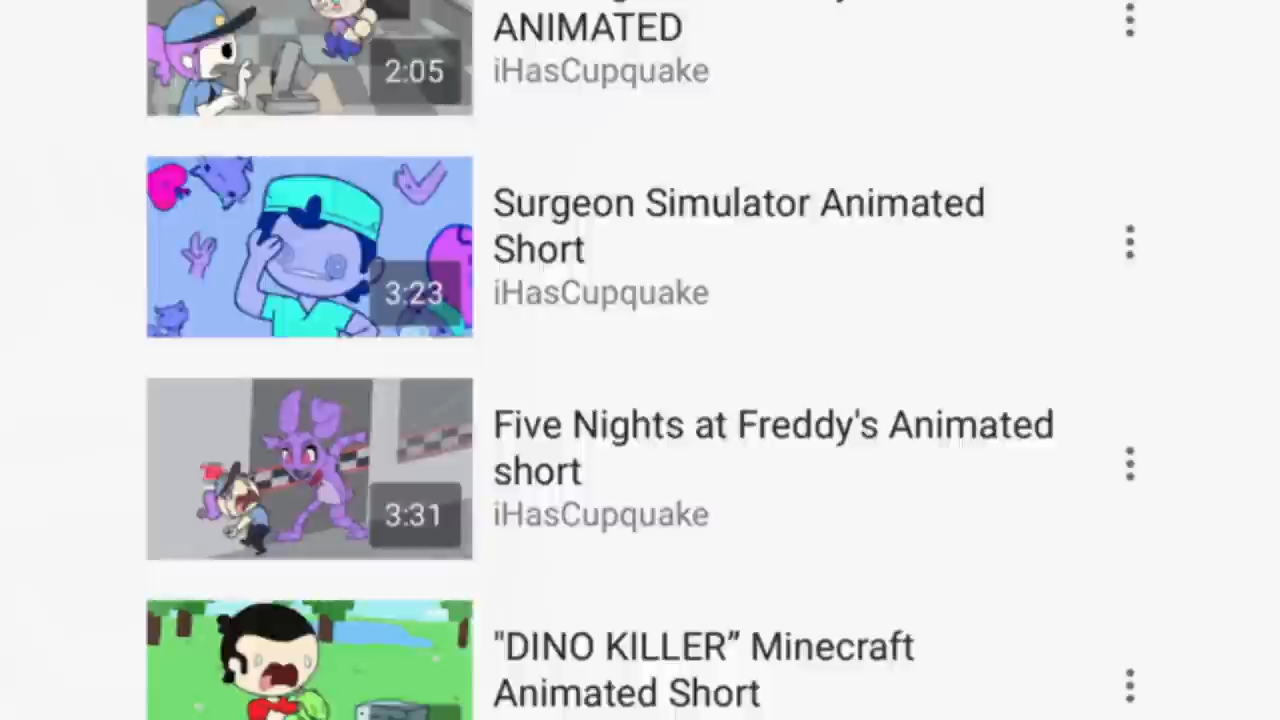 ANIMATED
iHasCupquake
2:05
Surgeon Simulator Animated
Short
iHasCupquake
3:23
Five Nights at Freddy's Animated
short
iHasCupquake
3:31
"DINO KILLER” Minecraft
Animated Short